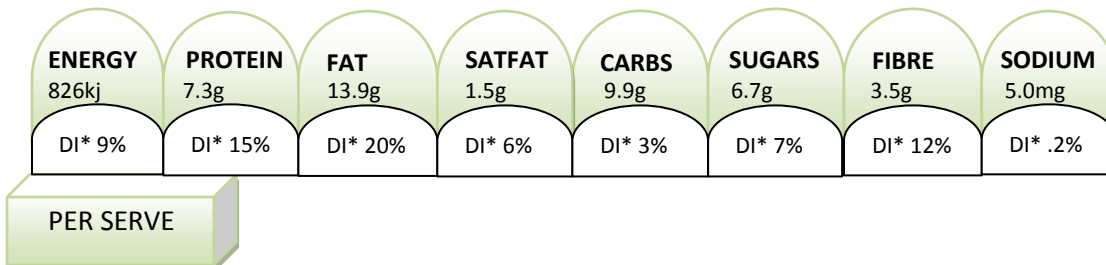 ENERGY PROTEIN FAT SATFAT CARBS SUGARS FIBRE SODIUM
826kj 7.3g 13.9g 1.5g 9.9g 6.7g 3.5g 5.0mg
DI* 9% DI* 15% DI* 20% DI* 6% DI* 3% DI* 7% DI* 12% DI* .2%
PER SERVE